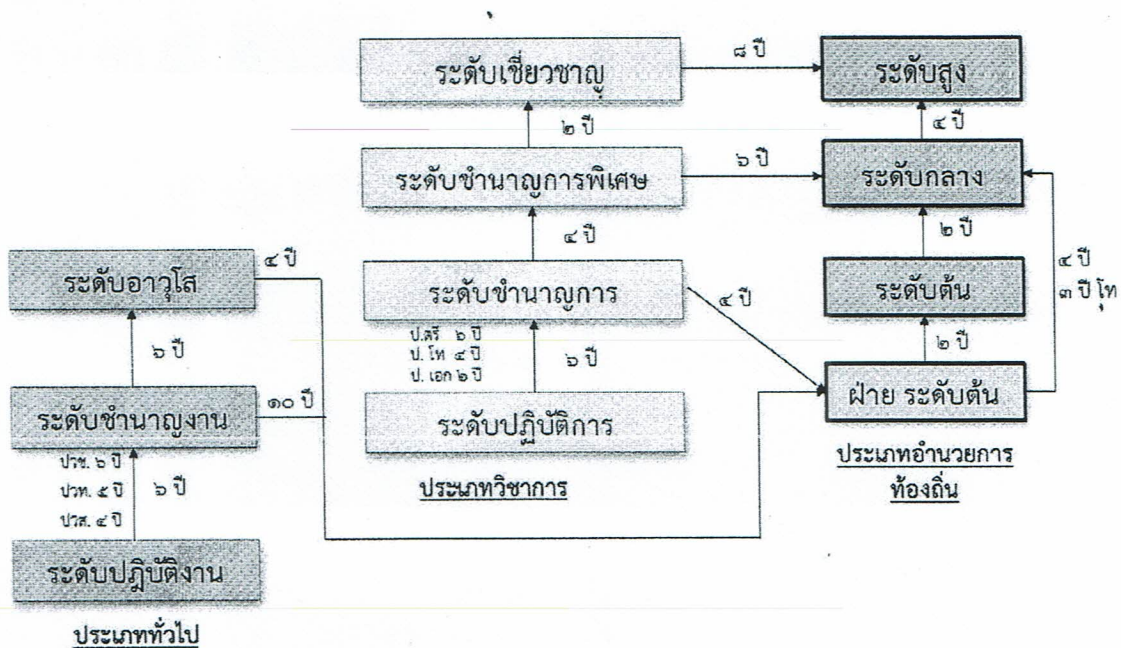 ระดับเชี่ยวชาญ
๘ ปี
ระดับสูง
๒ ปี
๔ ปี
ระดับชำนาญการพิเศษ
๖ ปี
ระดับกลาง
๔ ปี
๒ ปี
ระดับอาวุโส
๔ ปี
ระดับชำนาญการ
๔ ปี
ระดับต้น
๔ ปี
๓ ปี โท
๖ ปี
ป.ตรี ๖ ปี
ป. โท ๔ ปี
ป. เอก ๒ ปี
๖ ปี
๒ ปี
ระดับชำนาญงาน
๑๐ ปี
ระดับปฏิบัติการ
ฝ่าย ระดับต้น
ปวช. ๖ ปี
ปวท. ๕ ปี
ปวส. ๔ ปี
๖ ปี
ประเภทวิชาการ
ประเภทอำนวยการ
ท้องถิ่น
ระดับปฏิบัติงาน
ประเภททั่วไป